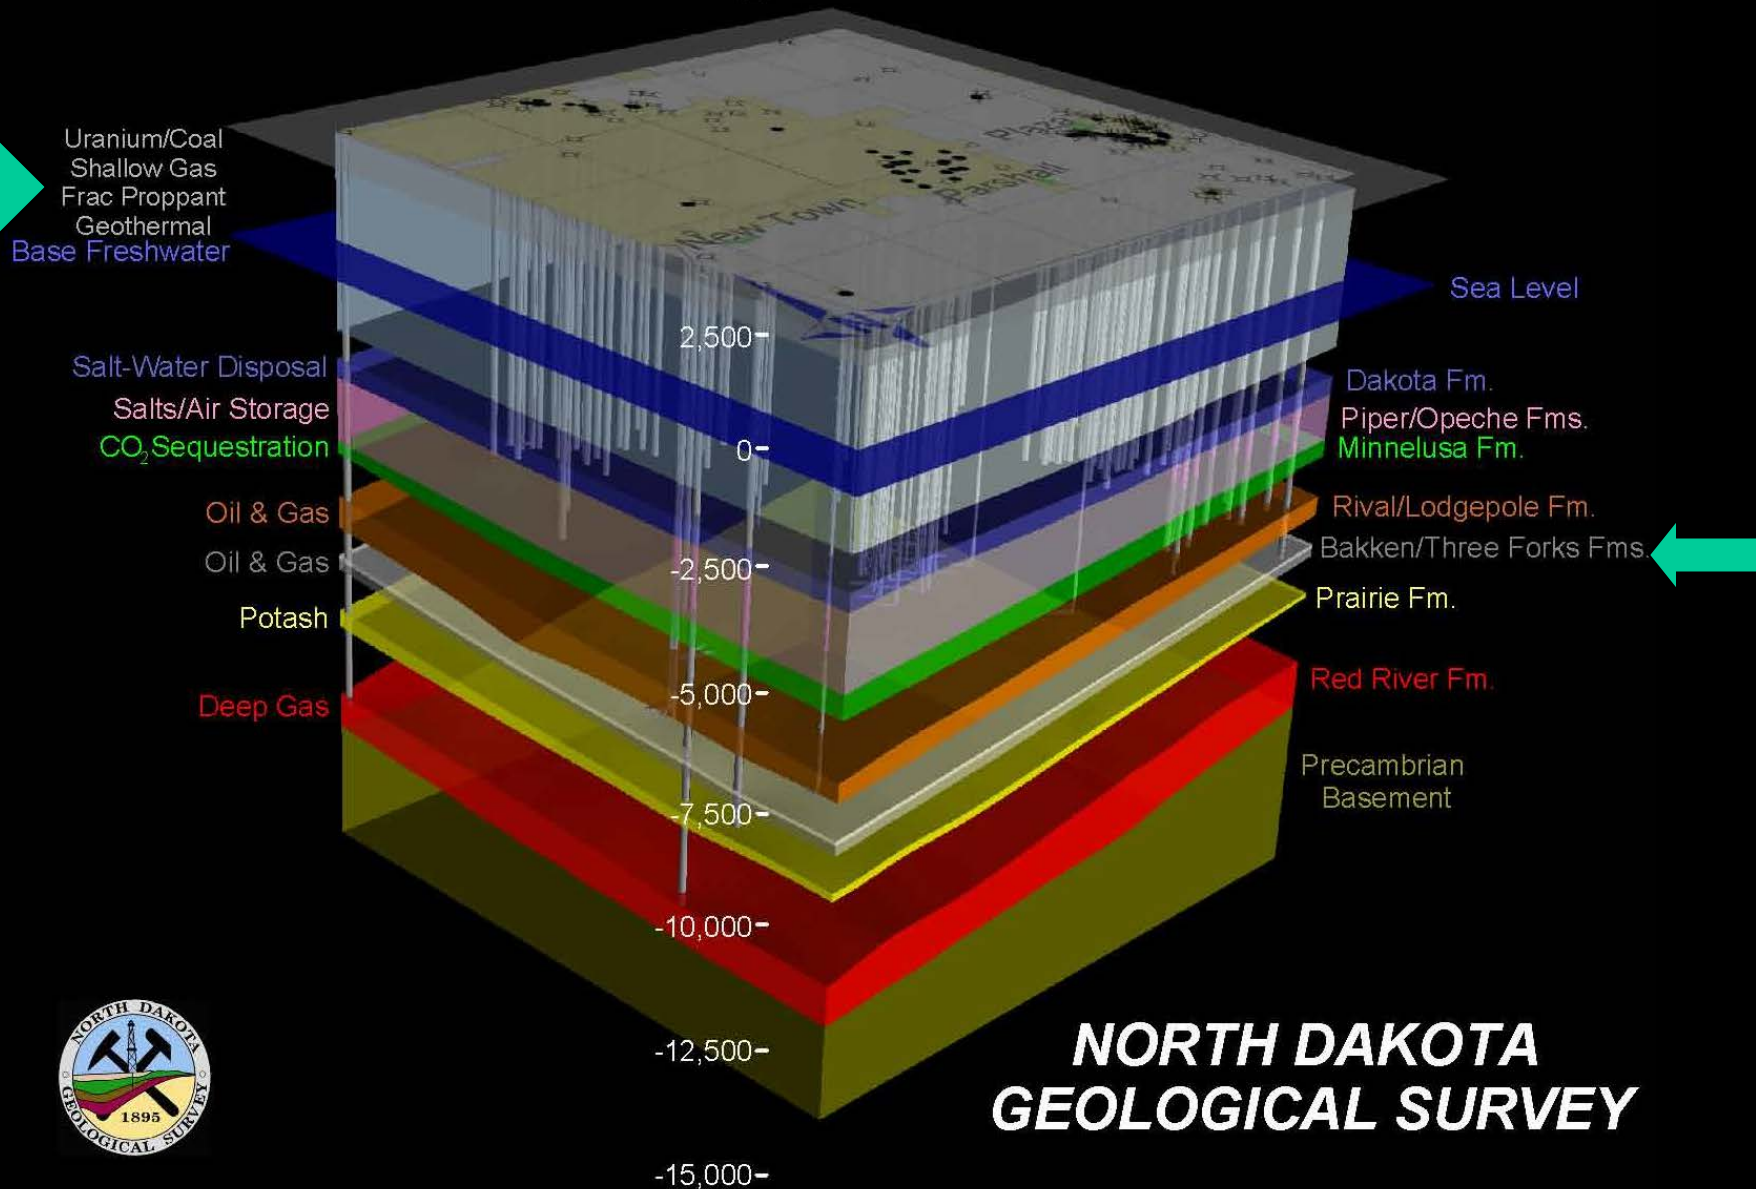 Uranium/Coal
Shallow Gas
Frac Proppant
Geothermal
Base Freshwater
Salt-Water Disposal
Salts/Air Storage
CO2 Sequestration
Oil & Gas
Oil & Gas
Potash
Deep Gas
Plaza
Parshall
New Town
2,500-
0-
-2,500-
-5,000-
-7,500-
-10,000-
-12,500-
-15,000-
Sea Level
Dakota Fm.
Piper/Opeche Fms.
Minnelusa Fm.
Rival/Lodgepole Fm.
Bakken/Three Forks Fms.
Prairie Fm.
Red River Fm.
Precambrian
Basement
NORTH DAKOTA
GEOLOGICAL SURVEY
1895
NORTH DAKOTA
GEOLOGICAL SURVEY